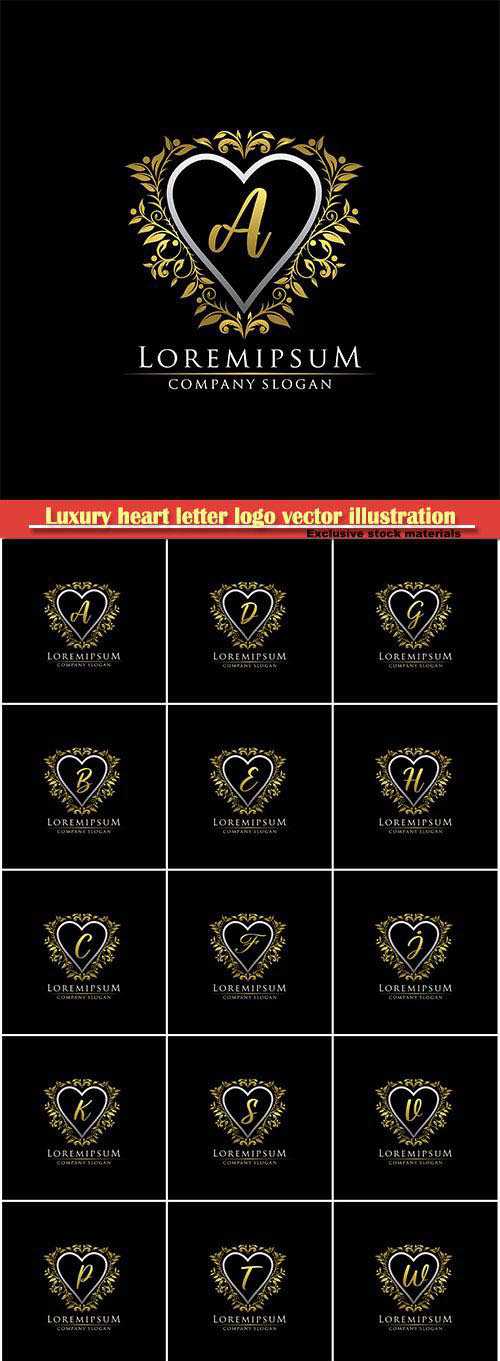 A
LOREMIPSUM
COMPANY SLOGAN
Luxury heart letter logo vector illustration
Exclusive stock materials
A D G
LOREMIPSUM LOREMIPSUM LOREMIPSUM
COMPANY SLOGAN COMPANY SLOGAN COMPANY SLOGAN
B E H
LOREMIPSUM LOREMIPSUM LOREMIPSUM
COMPANY SLOGAN COMPANY SLOGAN COMPANY SLOGAN
C F J
LOREMIPSUM LOREMIPSUM LOREMIPSUM
COMPANY SLOGAN COMPANY SLOGAN COMPANY SLOGAN
K S V
LOREMIPSUM LOREMIPSUM LOREMIPSUM
COMPANY SLOGAN COMPANY SLOGAN COMPANY SLOGAN
P T W
LOREMIPSUM LOREMIPSUM LOREMIPSUM
COMPANY SLOGAN COMPANY SLOGAN COMPANY SLOGAN